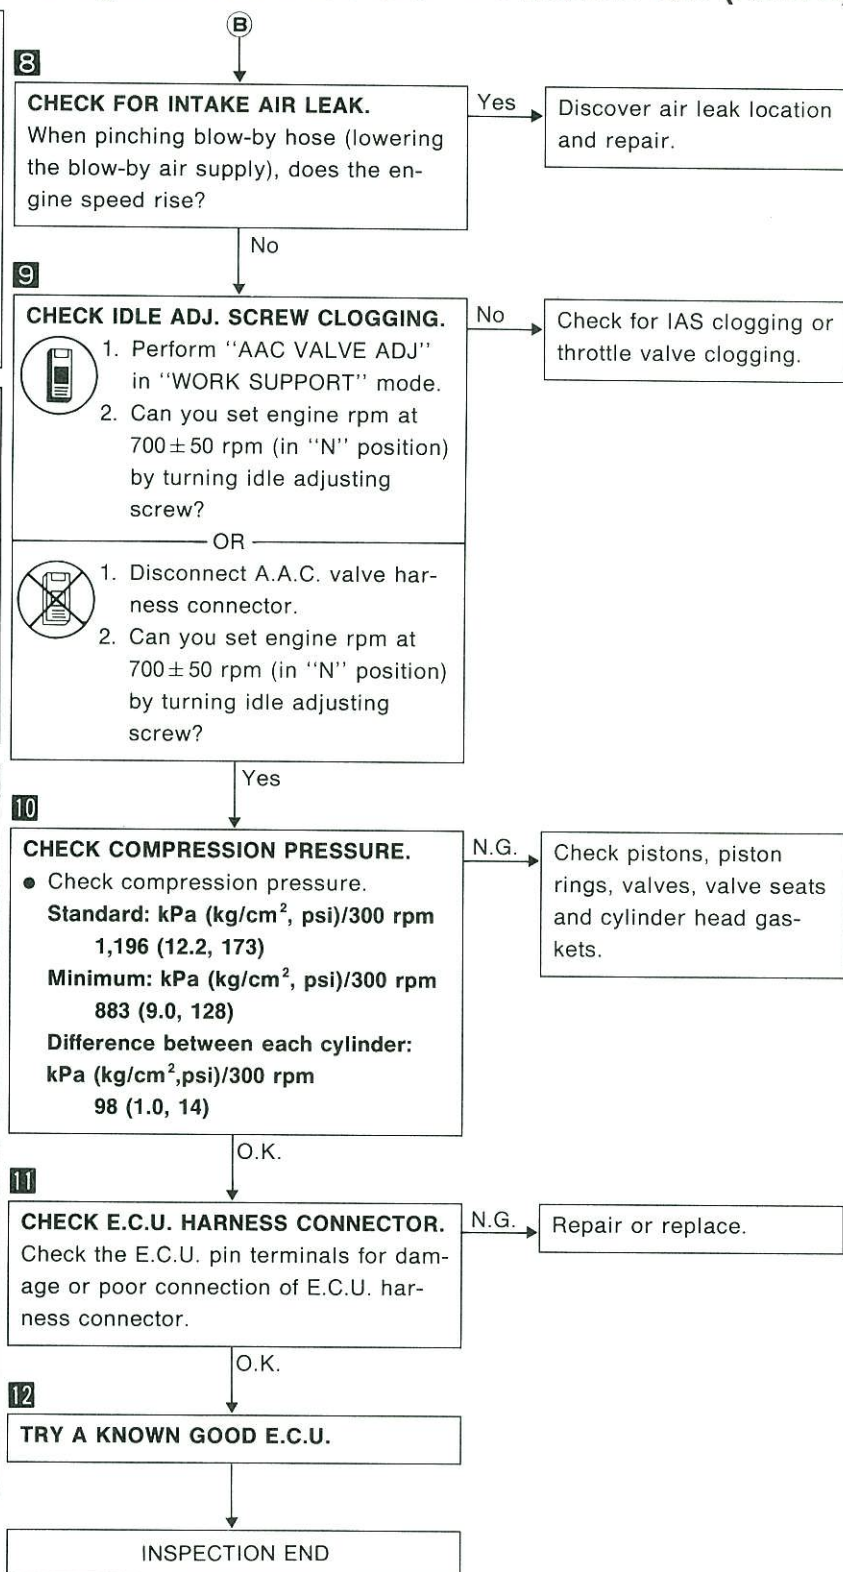 B
8
CHECK FOR INTAKE AIR LEAK.
When pinching blow-by hose (lowering
the blow-by air supply), does the en-
gine speed rise?
Yes
Discover air leak location
and repair.
No
9
CHECK IDLE ADJ. SCREW CLOGGING.
1. Perform "AAC VALVE ADJ"
in "WORK SUPPORT" mode.
2. Can you set engine rpm at
700±50 rpm (in "N" position)
by turning idle adjusting
screw?
OR
1. Disconnect A.A.C. valve har-
ness connector.
2. Can you set engine rpm at
700±50 rpm (in "N" position)
by turning idle adjusting
screw?
No
Check for IAS clogging or
throttle valve clogging.
Yes
10
CHECK COMPRESSION PRESSURE.
● Check compression pressure.
Standard: kPa (kg/cm², psi)/300 rpm
1,196 (12.2, 173)
Minimum: kPa (kg/cm², psi)/300 rpm
883 (9.0, 128)
Difference between each cylinder:
kPa (kg/cm²,psi)/300 rpm
98 (1.0, 14)
N.G.
Check pistons, piston
rings, valves, valve seats
and cylinder head gas-
kets.
O.K.
11
CHECK E.C.U. HARNESS CONNECTOR.
Check the E.C.U. pin terminals for dam-
age or poor connection of E.C.U. har-
ness connector.
N.G.
Repair or replace.
O.K.
12
TRY A KNOWN GOOD E.C.U.
INSPECTION END